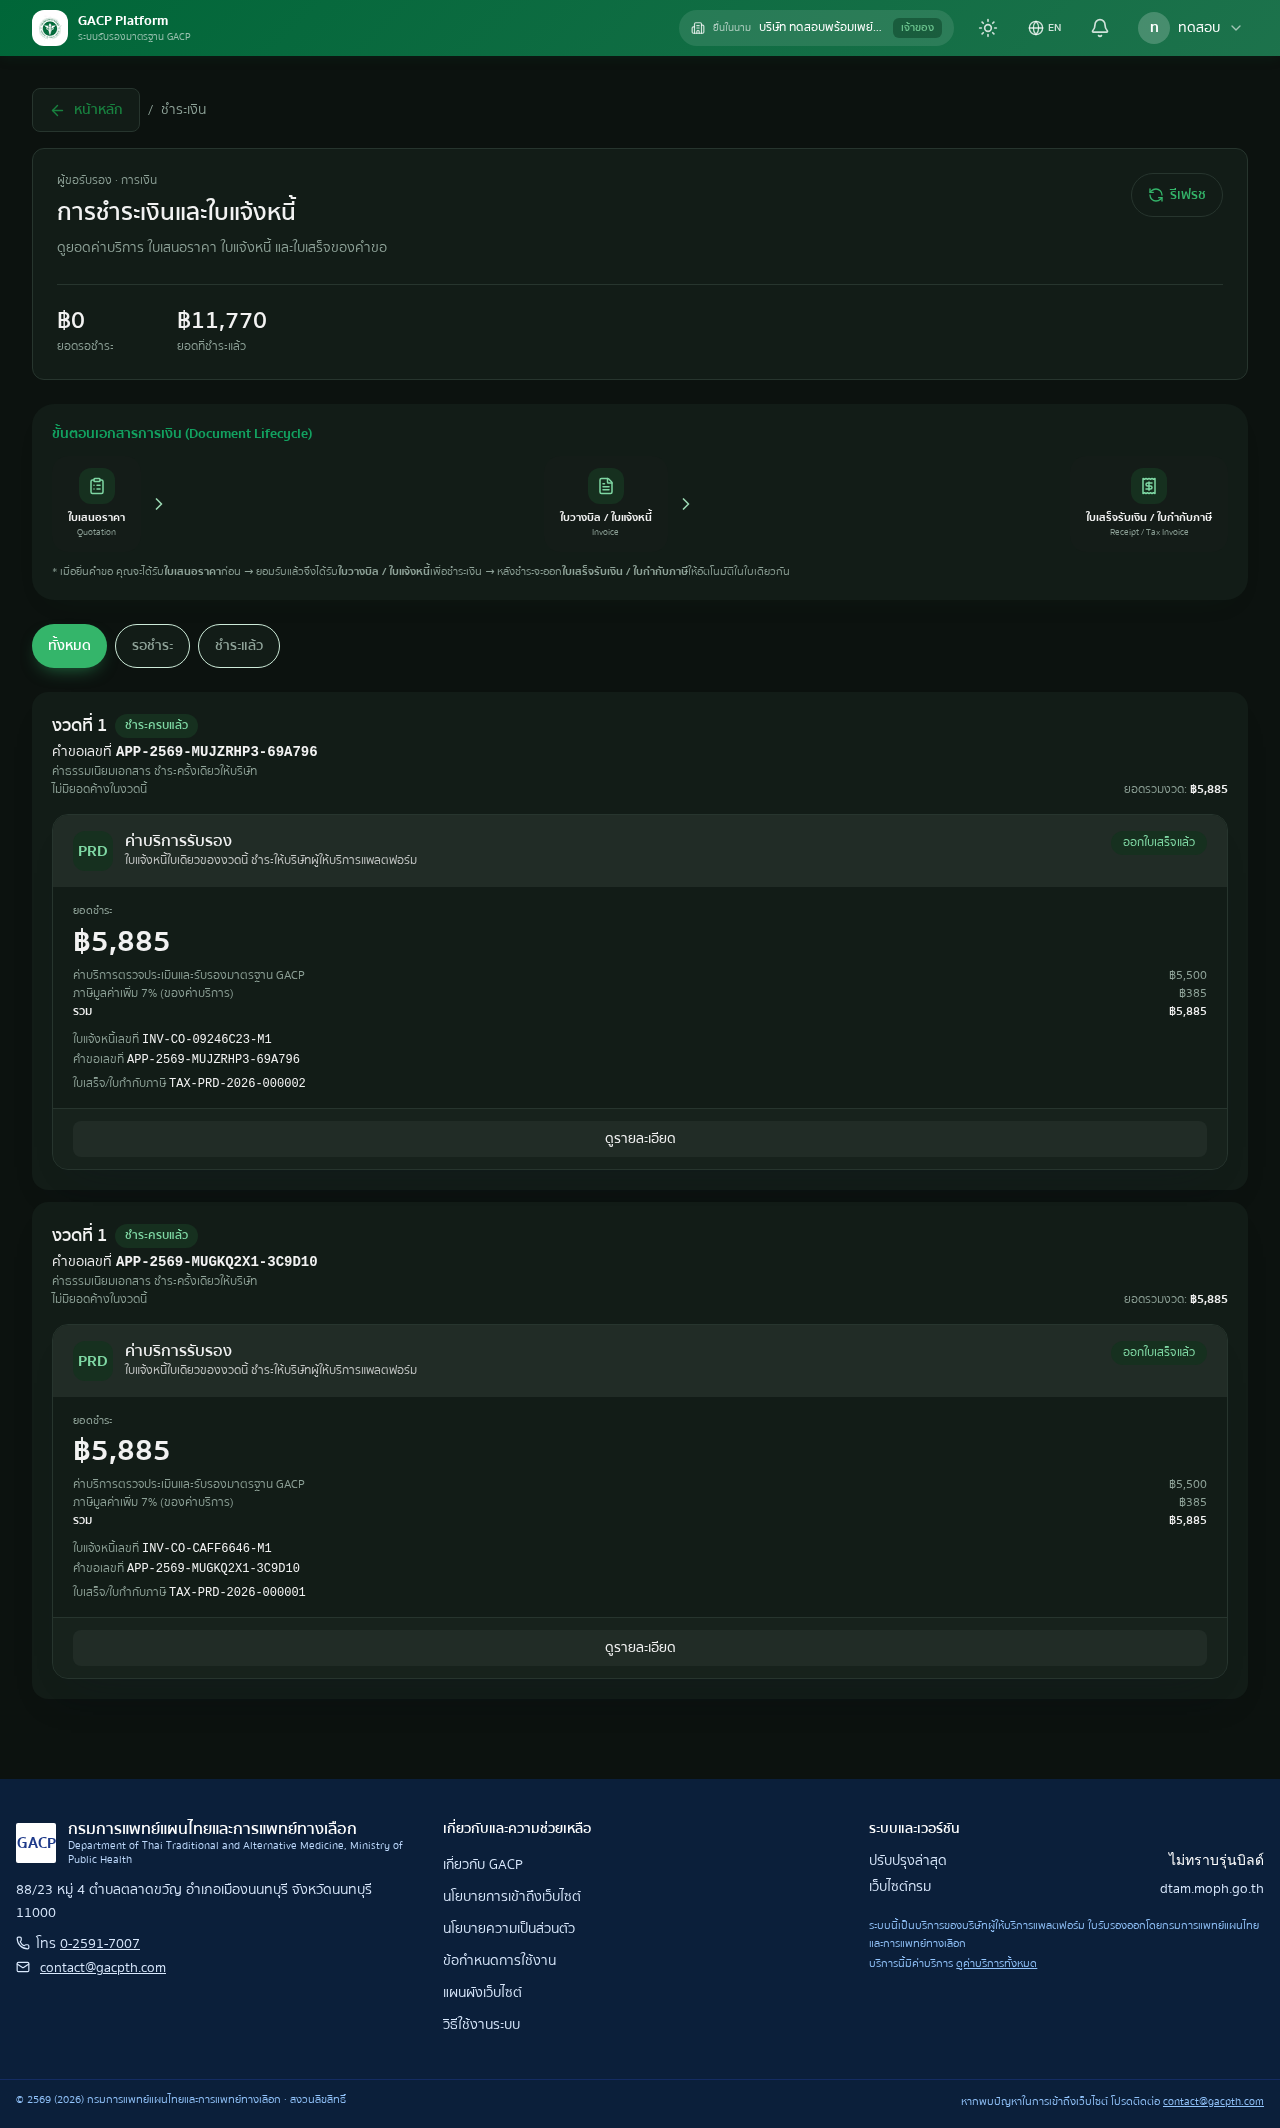 GACP Platform
ระบบรับรองมาตรฐาน GACP
ยื่นในนาม บริษัท ทดสอบพร้อมเพย์... เจ้าของ
EN
ท ทดสอบ
หน้าหลัก / ชำระเงิน
ผู้ขอรับรอง · การเงิน
การชำระเงินและใบแจ้งหนี้
รีเฟรช
ดูยอดค่าบริการ ใบเสนอราคา ใบแจ้งหนี้ และใบเสร็จของคำขอ
฿0 ฿11,770
ยอดรอชำระ ยอดที่ชำระแล้ว
ขั้นตอนเอกสารการเงิน (Document Lifecycle)
ใบเสนอราคา ใบวางบิล / ใบแจ้งหนี้ ใบเสร็จรับเงิน / ใบกำกับภาษี
Quotation Invoice Receipt / Tax Invoice
* เมื่อยื่นคำขอ คุณจะได้รับใบเสนอราคาก่อน → ยอมรับแล้วจึงได้รับใบวางบิล / ใบแจ้งหนี้เพื่อชำระเงิน → หลังชำระจะออกใบเสร็จรับเงิน / ใบกำกับภาษีให้อัตโนมัติในใบเดียวกัน
ทั้งหมด รอชำระ ชำระแล้ว
งวดที่ 1 ชำระครบแล้ว
คำขอเลขที่ APP-2569-MUJZRHP3-69A796
ค่าธรรมเนียมเอกสาร ชำระครั้งเดียวให้บริษัท
ไม่มียอดค้างในงวดนี้ ยอดรวมงวด: ฿5,885
PRD ค่าบริการรับรอง ออกใบเสร็จแล้ว
ใบแจ้งหนี้ใบเดียวของงวดนี้ ชำระให้บริษัทผู้ให้บริการแพลตฟอร์ม
ยอดชำระ
฿5,885
ค่าบริการตรวจประเมินและรับรองมาตรฐาน GACP ฿5,500
ภาษีมูลค่าเพิ่ม 7% (ของค่าบริการ) ฿385
รวม ฿5,885
ใบแจ้งหนี้เลขที่ INV-CO-09246C23-M1
คำขอเลขที่ APP-2569-MUJZRHP3-69A796
ใบเสร็จ/ใบกำกับภาษี TAX-PRD-2026-000002
ดูรายละเอียด
งวดที่ 1 ชำระครบแล้ว
คำขอเลขที่ APP-2569-MUGKQ2X1-3C9D10
ค่าธรรมเนียมเอกสาร ชำระครั้งเดียวให้บริษัท
ไม่มียอดค้างในงวดนี้ ยอดรวมงวด: ฿5,885
PRD ค่าบริการรับรอง ออกใบเสร็จแล้ว
ใบแจ้งหนี้ใบเดียวของงวดนี้ ชำระให้บริษัทผู้ให้บริการแพลตฟอร์ม
ยอดชำระ
฿5,885
ค่าบริการตรวจประเมินและรับรองมาตรฐาน GACP ฿5,500
ภาษีมูลค่าเพิ่ม 7% (ของค่าบริการ) ฿385
รวม ฿5,885
ใบแจ้งหนี้เลขที่ INV-CO-CAFF6646-M1
คำขอเลขที่ APP-2569-MUGKQ2X1-3C9D10
ใบเสร็จ/ใบกำกับภาษี TAX-PRD-2026-000001
ดูรายละเอียด
GACP กรมการแพทย์แผนไทยและการแพทย์ทางเลือก
Department of Thai Traditional and Alternative Medicine, Ministry of
Public Health
88/23 หมู่ 4 ตำบลตลาดขวัญ อำเภอเมืองนนทบุรี จังหวัดนนทบุรี
11000
โทร 0-2591-7007
contact@gacpth.com
เกี่ยวกับและความช่วยเหลือ
เกี่ยวกับ GACP
นโยบายการเข้าถึงเว็บไซต์
นโยบายความเป็นส่วนตัว
ข้อกำหนดการใช้งาน
แผนผังเว็บไซต์
วิธีใช้งานระบบ
ระบบและเวอร์ชัน
ปรับปรุงล่าสุด ไม่ทราบรุ่นบิลด์
เว็บไซต์กรม dtam.moph.go.th
ระบบนี้เป็นบริการของบริษัทผู้ให้บริการแพลตฟอร์ม ใบรับรองออกโดยกรมการแพทย์แผนไทย
และการแพทย์ทางเลือก
บริการนี้มีค่าบริการ ดูค่าบริการทั้งหมด
© 2569 (2026) กรมการแพทย์แผนไทยและการแพทย์ทางเลือก · สงวนลิขสิทธิ์
หากพบปัญหาในการเข้าถึงเว็บไซต์ โปรดติดต่อ contact@gacpth.com